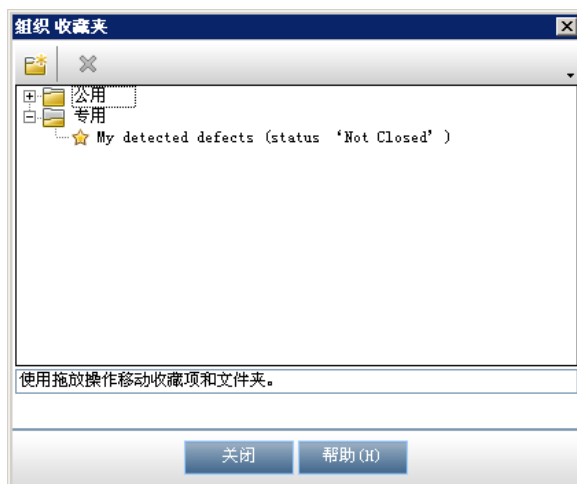 组织 收藏夹
公用
专用
My detected defects (status ‘Not Closed’)
使用拖放操作移动收藏项和文件夹。
关闭 帮助(H)